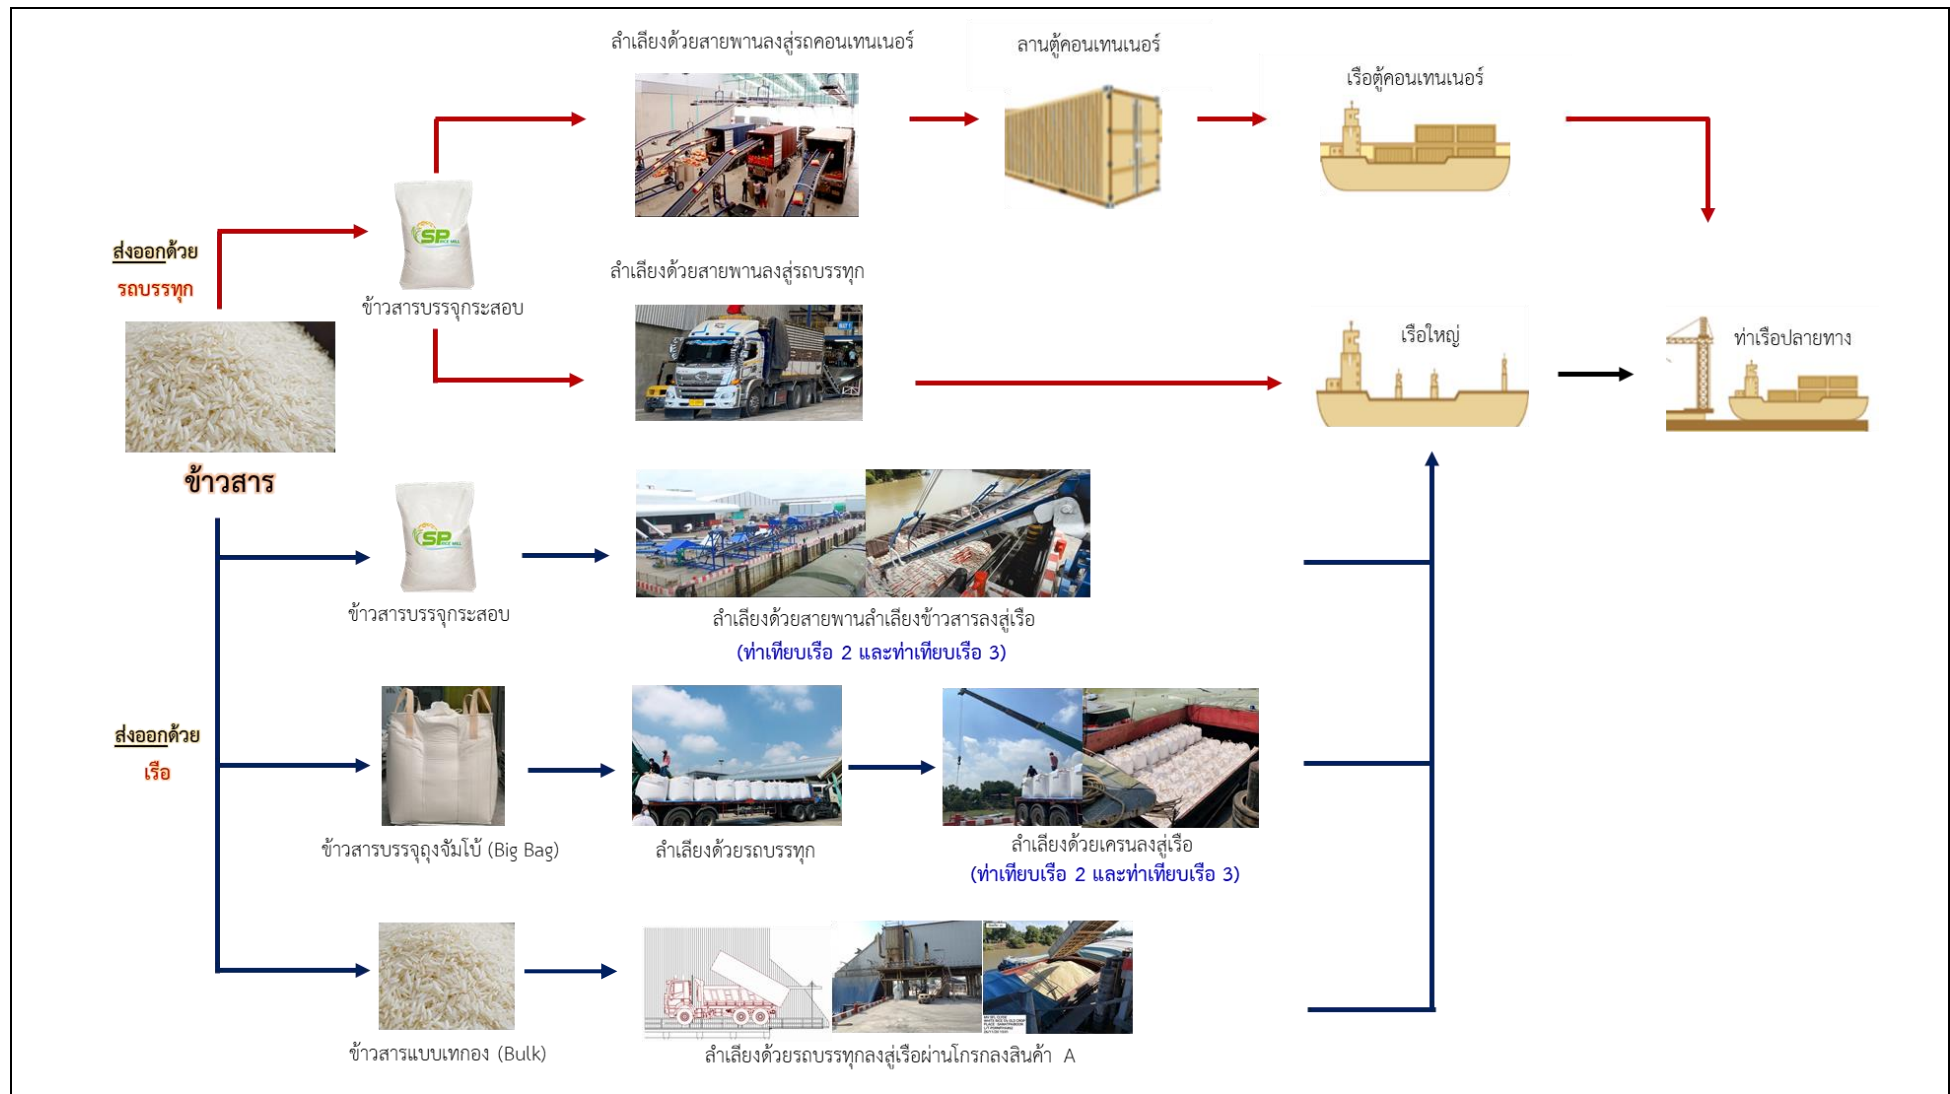 ลำเลียงด้วยสายพานลงสู่รถคอนเทนเนอร์
ลานตู้คอนเทนเนอร์
เรือตู้คอนเทนเนอร์
ส่งออกด้วย
รถบรรทุก
SP
RICE MILL
ข้าวสารบรรจุกระสอบ
ลำเลียงด้วยสายพานลงสู่รถบรรทุก
เรือใหญ่
ท่าเรือปลายทาง
ข้าวสาร
SP
RICE MILL
ข้าวสารบรรจุกระสอบ
ลำเลียงด้วยสายพานลำเลียงข้าวสารลงสู่เรือ
(ท่าเทียบเรือ 2 และท่าเทียบเรือ 3)
ส่งออกด้วย
เรือ
ข้าวสารบรรจุถุงจัมโบ้ (Big Bag)
ลำเลียงด้วยรถบรรทุก
ลำเลียงด้วยเครนลงสู่เรือ
(ท่าเทียบเรือ 2 และท่าเทียบเรือ 3)
ข้าวสารแบบเทกอง (Bulk)
ลำเลียงด้วยรถบรรทุกลงสู่เรือผ่านโกรกลงสินค้า A